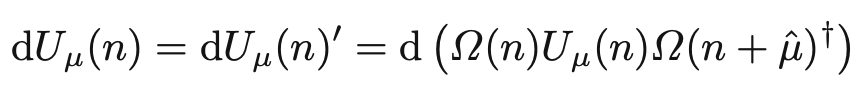 dU_μ(n) = dU_μ(n)′ = d (Ω(n)U_μ(n)Ω(n + μ̂)†)